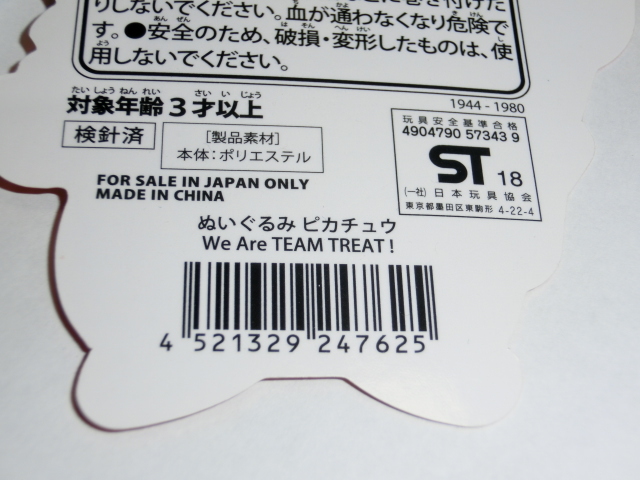 りしないでください。血が通わなくなり危険で
す。●安全のため、破損・変形したものは、使
用しないでください。
対象年齢3才以上
検針済
[製品素材]
本体:ポリエステル
1944 - 1980
玩具安全基準合格
4904790 57343 9
ST 18
(一社)日本玩具協会
東京都墨田区東駒形 4-22-4
FOR SALE IN JAPAN ONLY
MADE IN CHINA
ぬいぐるみ ピカチュウ
We Are TEAM TREAT !
4 521329 247625